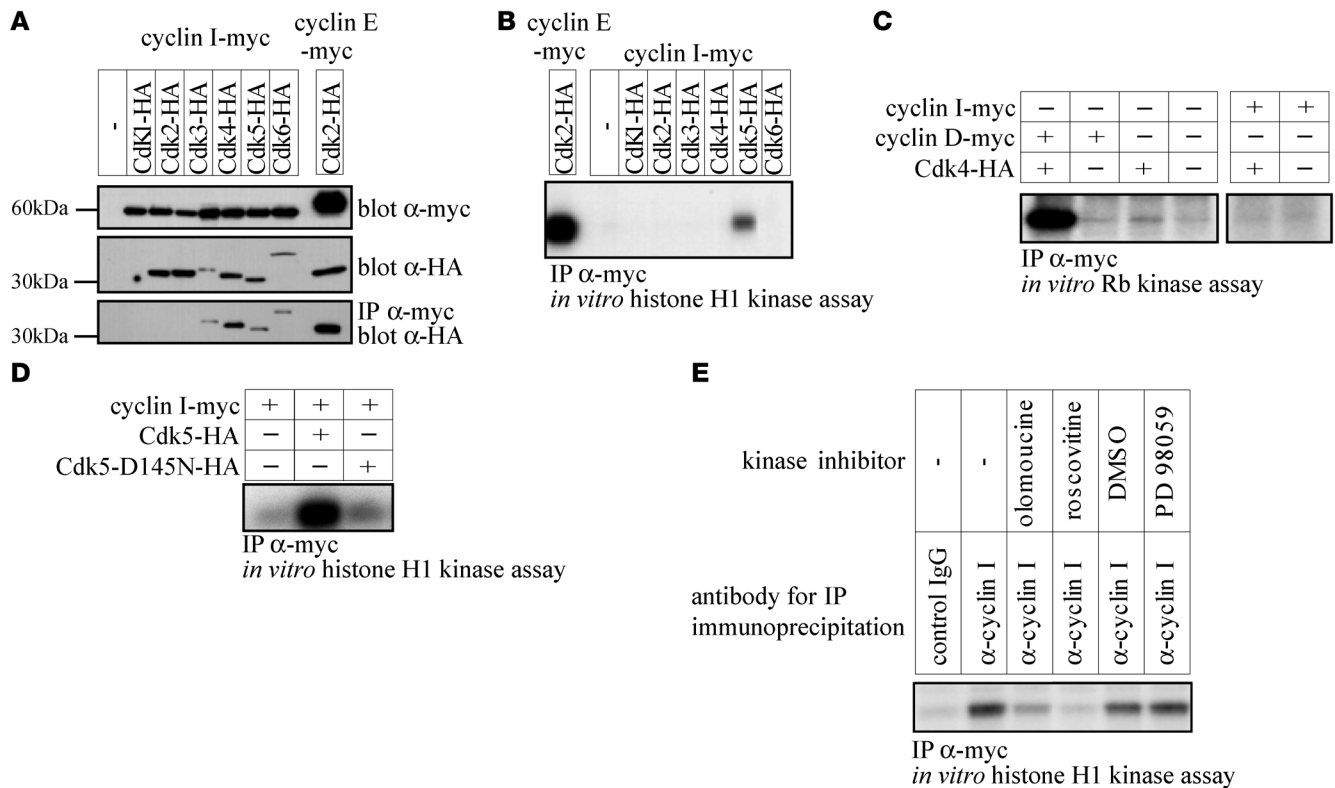 A
cyclin I-myc
cyclin E
-myc
-
CdK1-HA
Cdk2-HA
Cdk3-HA
Cdk4-HA
Cdk5-HA
Cdk6-HA
Cdk2-HA
60kDa
blot α-myc
30kDa
blot α-HA
30kDa
IP α-myc
blot α-HA
B
cyclin E
-myc
cyclin I-myc
Cdk2-HA
-
CdK1-HA
Cdk2-HA
Cdk3-HA
Cdk4-HA
Cdk5-HA
Cdk6-HA
IP α-myc
in vitro histone H1 kinase assay
C
cyclin I-myc − − − − + +
cyclin D-myc + + − − − −
Cdk4-HA + − + − + −
IP α-myc
in vitro Rb kinase assay
D
cyclin I-myc + + +
Cdk5-HA − + −
Cdk5-D145N-HA − − +
IP α-myc
in vitro histone H1 kinase assay
E
kinase inhibitor
-
-
olomoucine
roscovitine
DMSO
PD 98059
antibody for IP
immunoprecipitation
control IgG
α-cyclin I
α-cyclin I
α-cyclin I
α-cyclin I
α-cyclin I
IP α-myc
in vitro histone H1 kinase assay